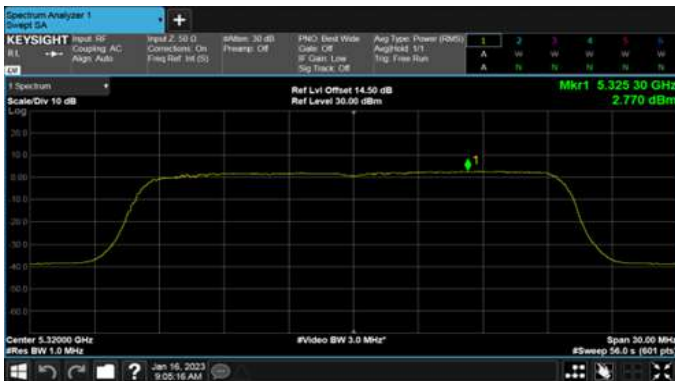 Spectrum Analyzer 1
Swept SA
+
KEYSIGHT Input: RF Input Z: 50 Ω #Atten: 30 dB PNO: Best Wide Avg Type: Power (RMS) 1 2 3 4 5 6
RL Coupling: AC Corrections: On Preamp: Off Gate: Off Avg|Hold: 1/1 A W W W W W
Align: Auto Freq Ref: Int (S) IF Gain: Low Trig: Free Run
Sig Track: Off A N N N N N
1 Spectrum Ref Lvl Offset 14.50 dB Mkr1 5.325 30 GHz
Scale/Div 10 dB Ref Level 30.00 dBm 2.770 dBm
Log
20.0
10.0
0.00
-10.0
-20.0
-30.0
-40.0
-50.0
-60.0
1
Center 5.32000 GHz #Video BW 3.0 MHz* Span 30.00 MHz
#Res BW 1.0 MHz #Sweep 56.0 s (601 pts)
? Jan 16, 2023
9:05:16 AM